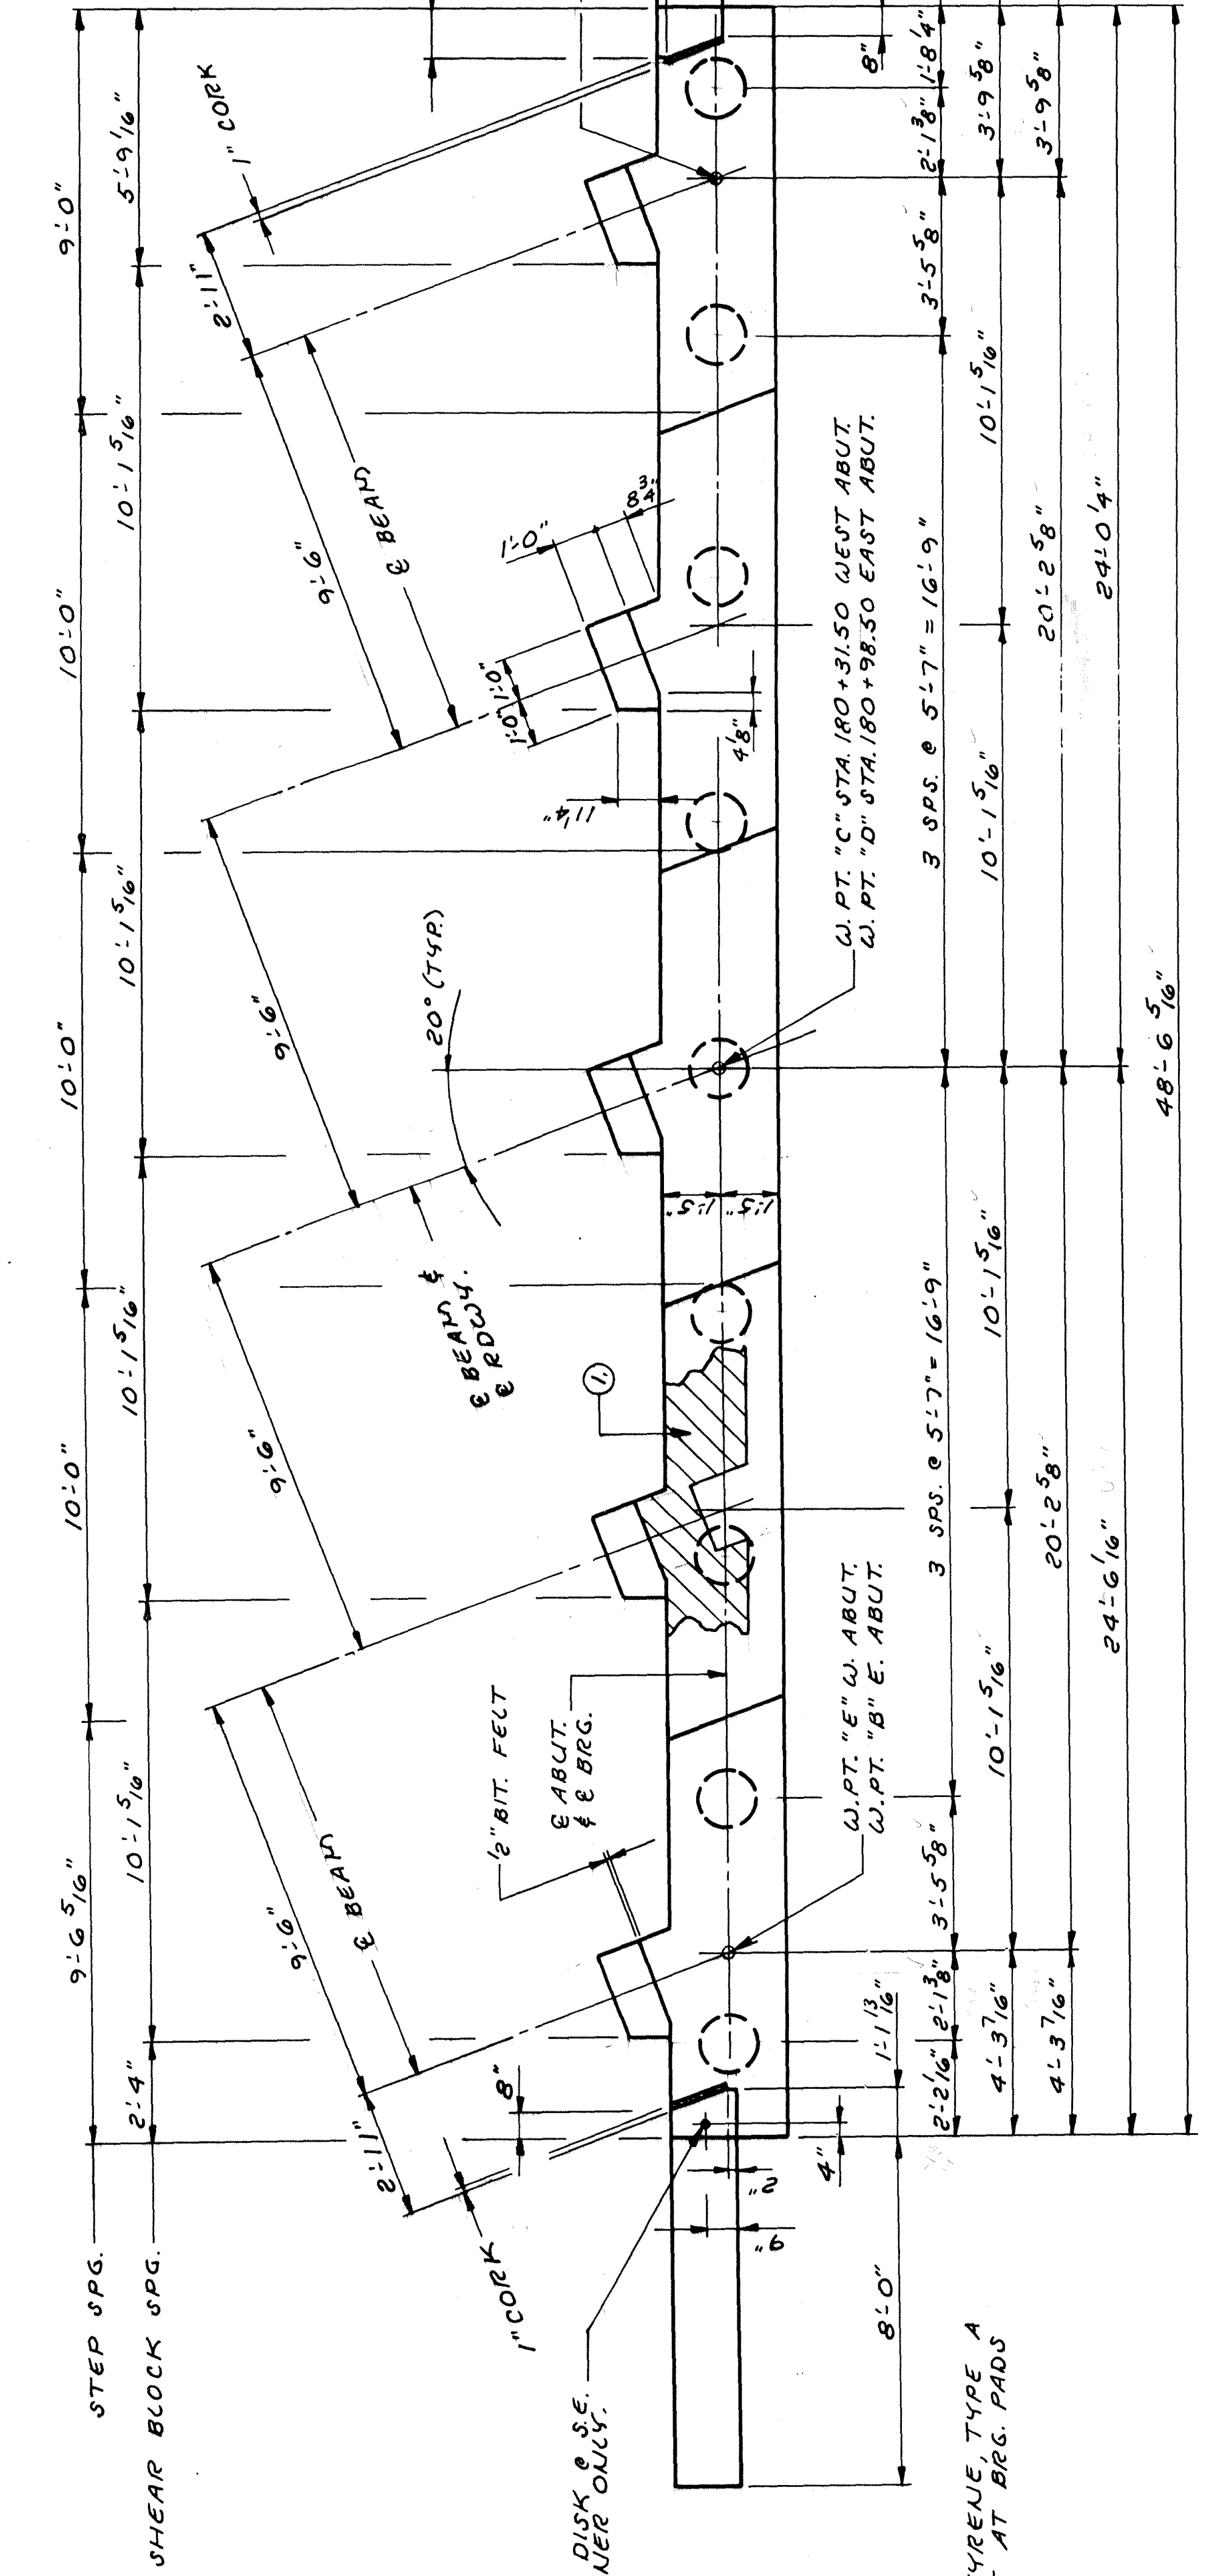 STEP SPG.
9'-6 5/16"
10'-0"
10'-0"
10'-0"
9'-0"
SHEAR BLOCK SPG.
2'-4"
10'-1 5/16"
10'-1 5/16"
10'-1 5/16"
10'-1 5/16"
5'-9 1/16"
2'-11"
9'-6"
9'-6"
9'-6"
9'-6"
2'-11"
1" CORK
1" CORK
℄ BEAM
℄ BEAM &
℄ RDWY.
20° (TYP.)
℄ BEAM
8"
1/2" BIT. FELT
℄ ABUT.
& ℄ BRG.
1.
1'-0"
1'-0"
1'-0"
8 3/4"
11 1/4"
4 1/8"
1'-5"
1'-5"
DISK @ S.E.
NER ONLY.
9"
2"
4"
8'-0"
1'-1 13/16"
8"
W.PT. "E" W. ABUT.
W.PT. "B" E. ABUT.
W. PT. "C" STA. 180+31.50 WEST ABUT.
W. PT. "D" STA. 180+98.50 EAST ABUT.
2'-2 1/16"
2'-1 3/8"
3'-5 5/8"
3 SPS. @ 5'-7" = 16'-9"
3 SPS. @ 5'-7" = 16'-9"
3'-5 5/8"
2'-1 3/8"
1'-8 1/4"
4'-3 7/16"
10'-1 5/16"
10'-1 5/16"
10'-1 5/16"
10'-1 5/16"
3'-9 5/8"
4'-3 7/16"
20'-2 5/8"
20'-2 5/8"
3'-9 5/8"
24'-6 1/16"
24'-0 1/4"
48'-6 5/16"
YRENE, TYPE A
AT BRG. PADS